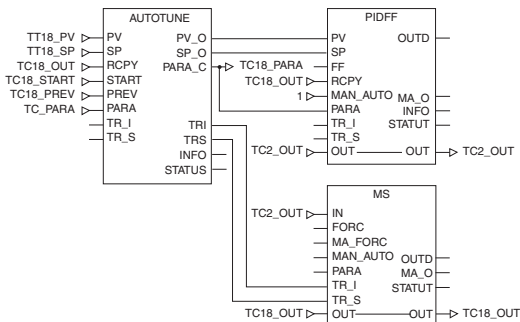 AUTOTUNE
TT18_PV PV PV_O
TT18_SP SP SP_O
TC18_OUT RCPY PARA_C TC18_PARA
TC18_START START
TC18_PREV PREV
TC_PARA PARA
TR_I
TR_S
TRI
TRS
INFO
STATUS
PIDFF
PV OUTD
SP
FF
TC18_OUT RCPY
1 MAN_AUTO MA_O
PARA INFO
TR_I STATUT
TR_S
TC2_OUT OUT OUT TC2_OUT
MS
TC2_OUT IN
FORC
MA_FORC
MAN_AUTO OUTD
PARA MA_O
TR_I STATUT
TR_S
TC18_OUT OUT OUT TC18_OUT